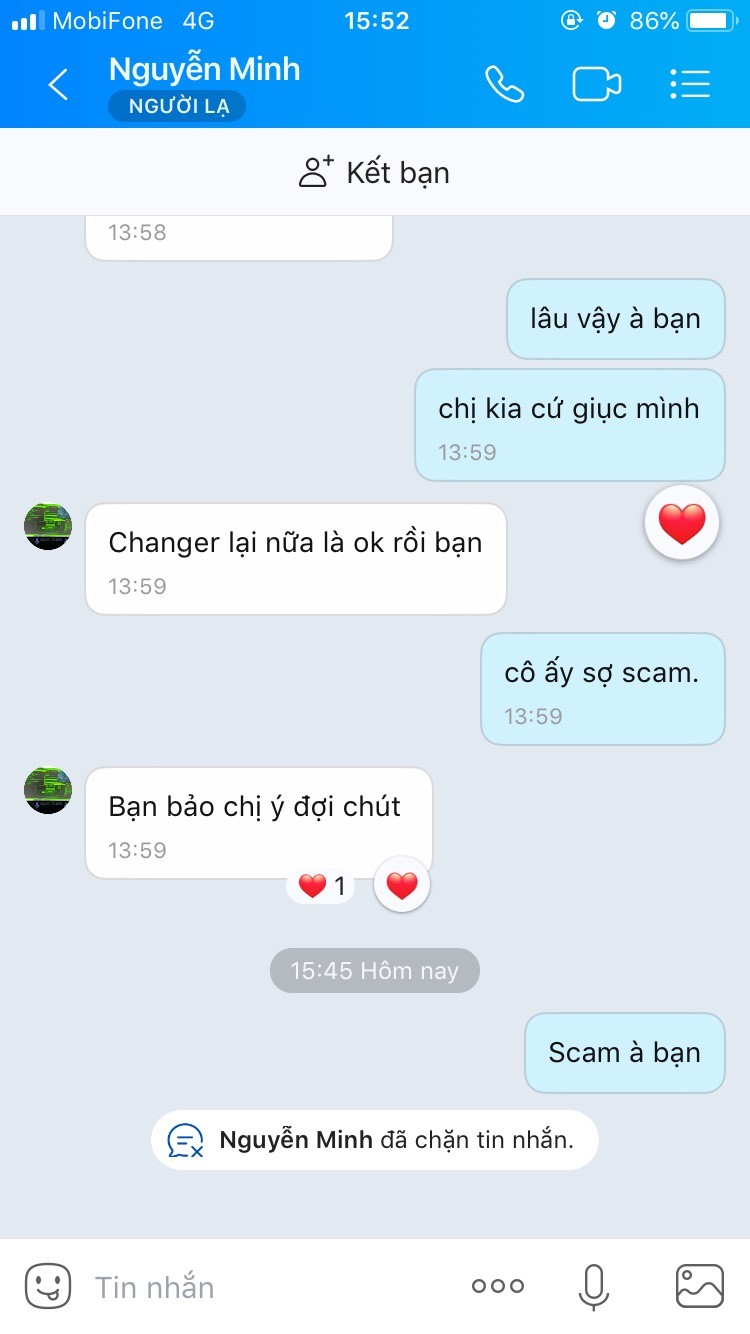 MobiFone 4G 15:52 86%
Nguyễn Minh
NGƯỜI LẠ
Kết bạn
13:58
lâu vậy à bạn
chị kia cứ giục mình
13:59
Changer lại nữa là ok rồi bạn
13:59
cô ấy sợ scam.
13:59
Bạn bảo chị ý đợi chút
13:59
1
15:45 Hôm nay
Scam à bạn
Nguyễn Minh đã chặn tin nhắn.
Tin nhắn